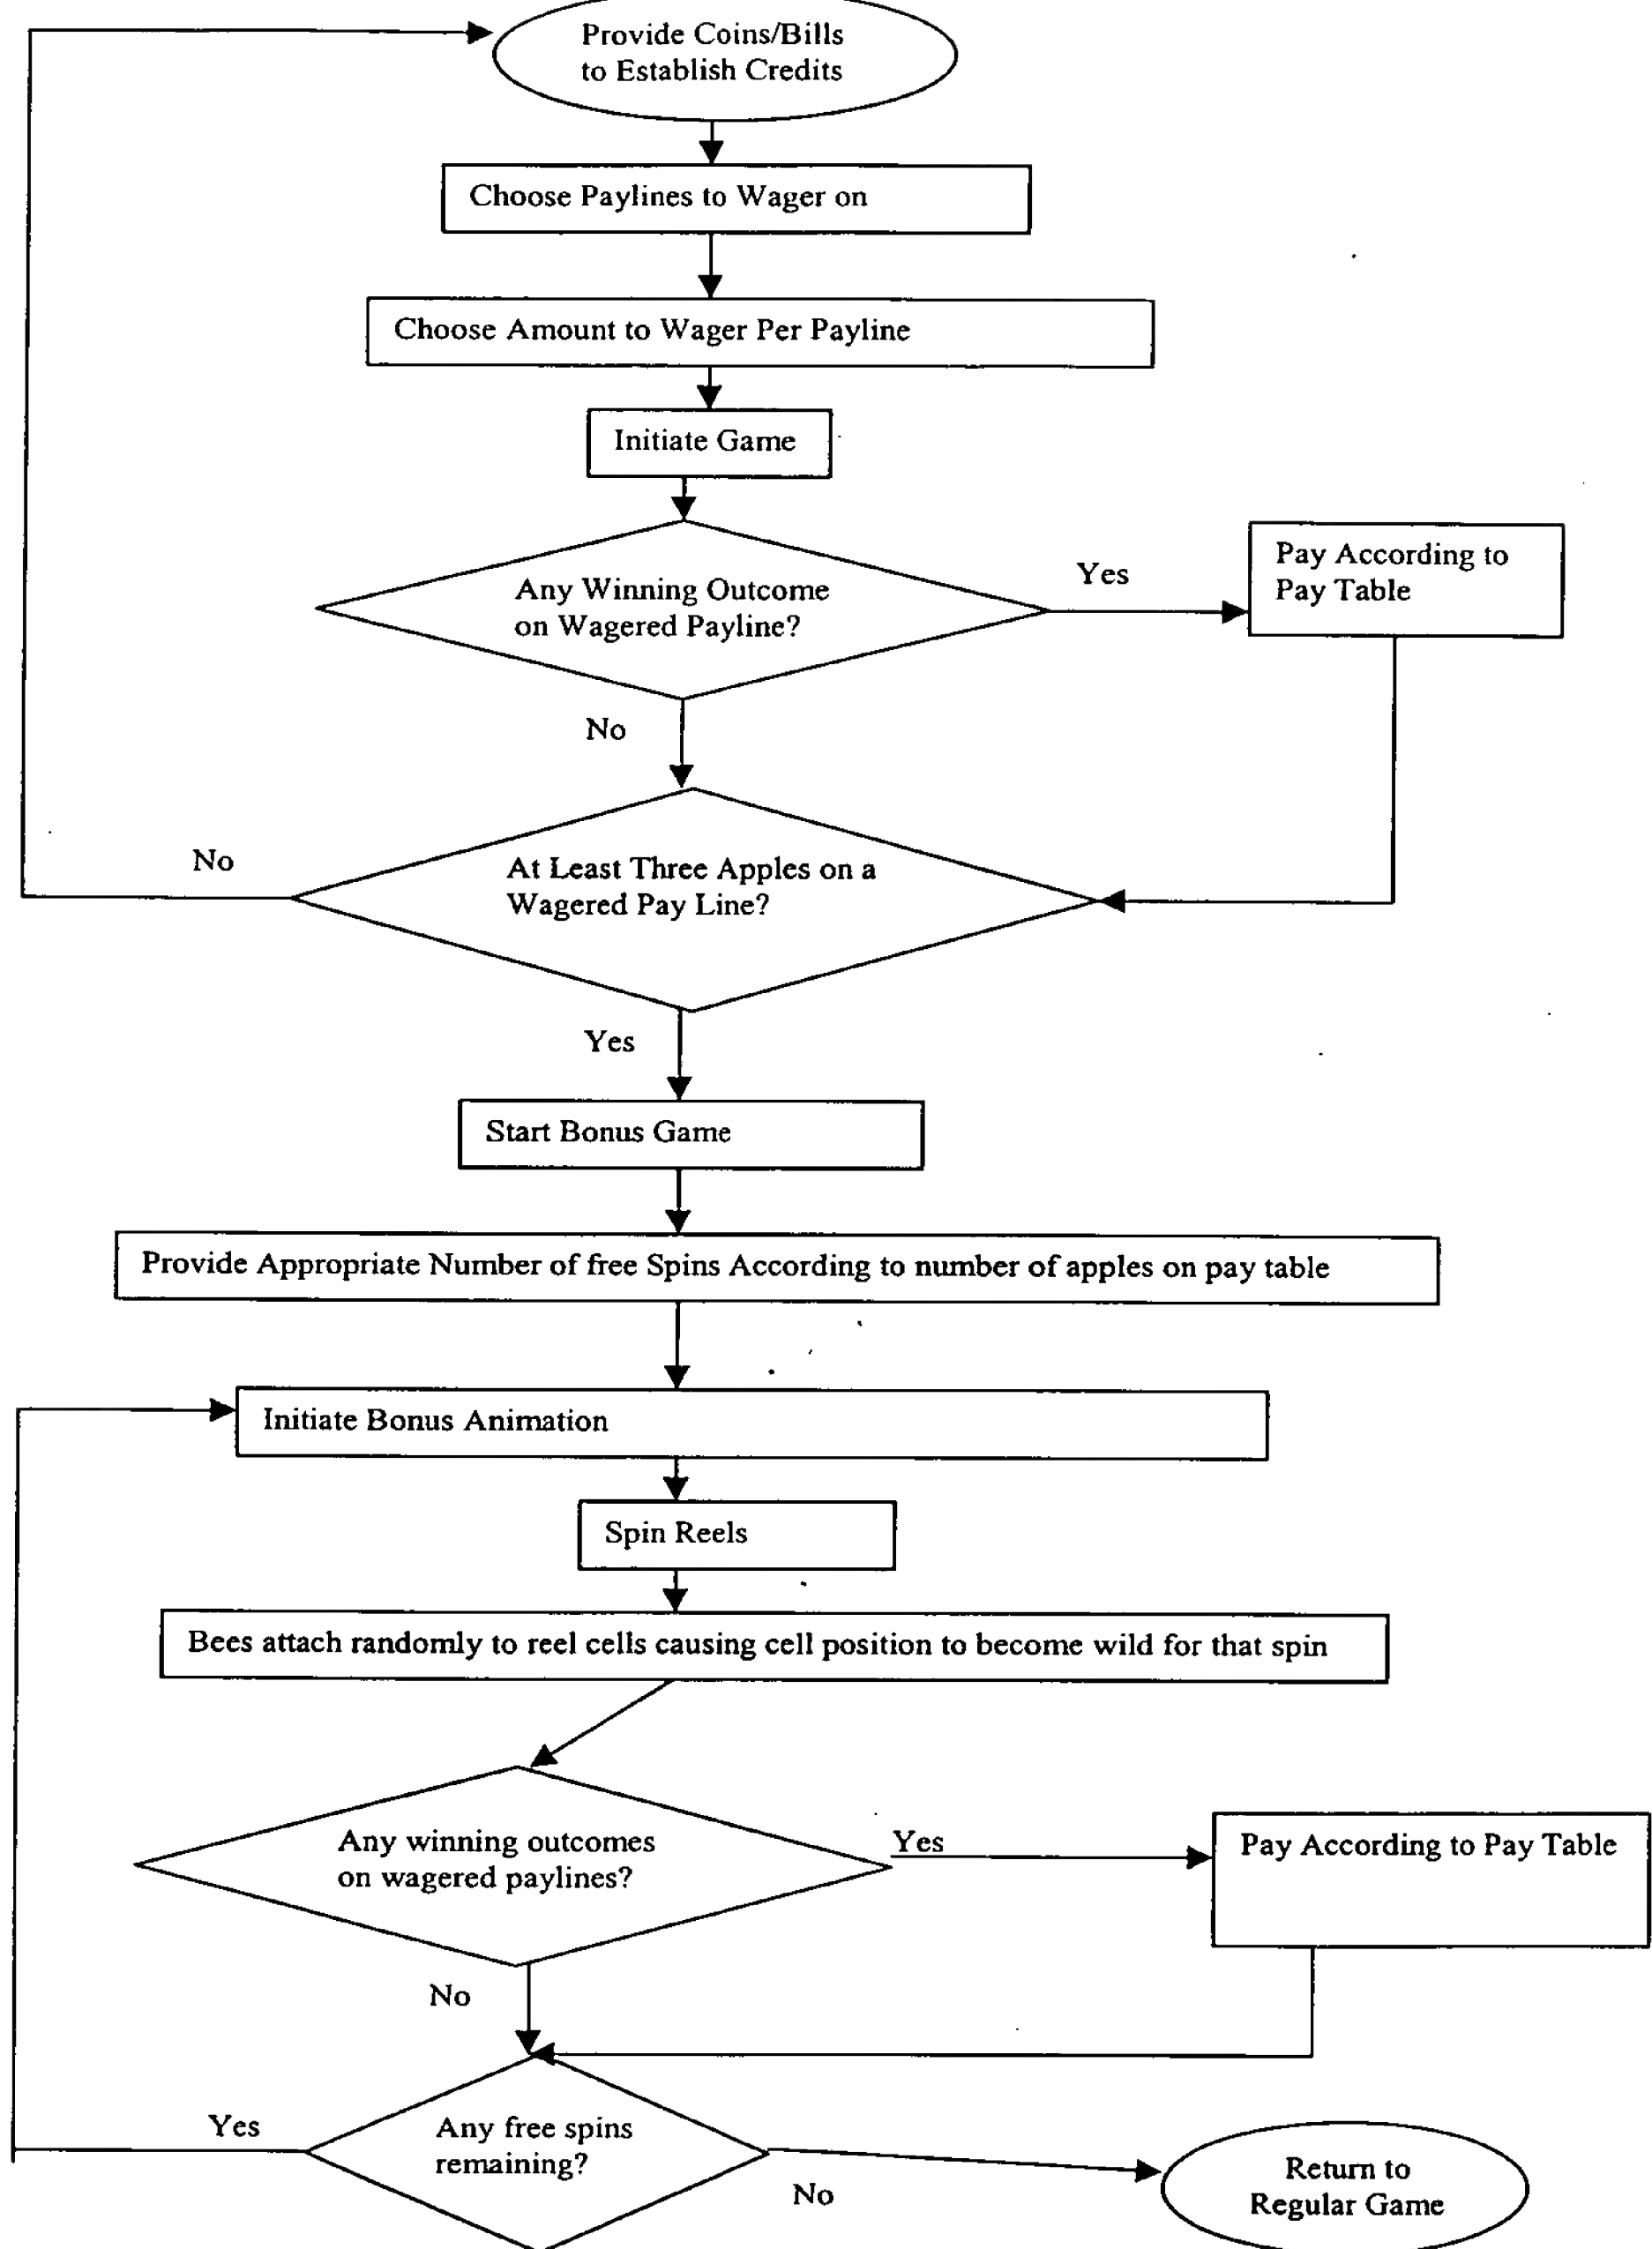 Provide Coins/Bills
to Establish Credits
Choose Paylines to Wager on
Choose Amount to Wager Per Payline
Initiate Game
Any Winning Outcome
on Wagered Payline?
Yes
Pay According to
Pay Table
No
At Least Three Apples on a
Wagered Pay Line?
No
Yes
Start Bonus Game
Provide Appropriate Number of free Spins According to number of apples on pay table
Initiate Bonus Animation
Spin Reels
Bees attach randomly to reel cells causing cell position to become wild for that spin
Any winning outcomes
on wagered paylines?
Yes
Pay According to Pay Table
No
Any free spins
remaining?
Yes
No
Return to
Regular Game